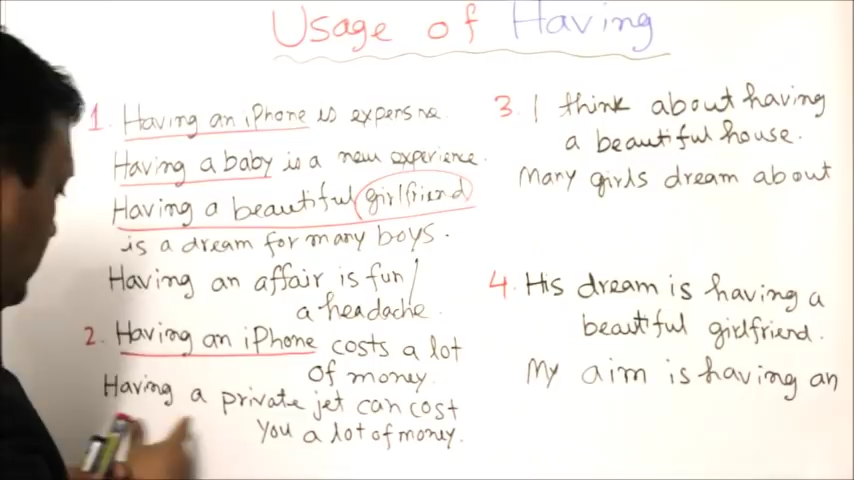 Usage of Having
1. Having an iPhone is expensive.
Having a baby is a new experience.
Having a beautiful girlfriend
is a dream for many boys.
Having an affair is fun/
a headache.
2. Having an iPhone costs a lot
of money.
Having a private jet can cost
you a lot of money.
3. I think about having
a beautiful house.
Many girls dream about
4. His dream is having a
beautiful girlfriend.
My aim is having an